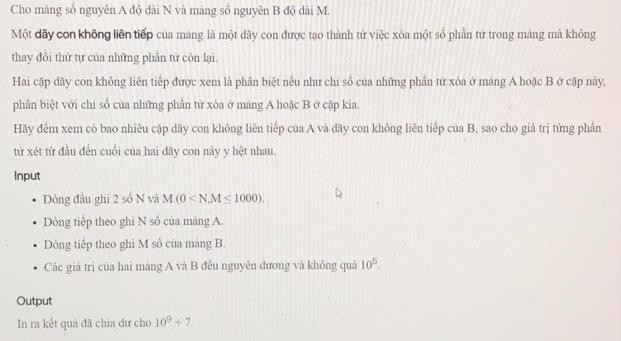 Cho mảng số nguyên A độ dài N và mảng số nguyên B độ dài M.
Một dãy con không liên tiếp của mảng là một dãy con được tạo thành từ việc xóa một số phần tử trong mảng mà không
thay đổi thứ tự của những phần tử còn lại.
Hai cặp dãy con không liên tiếp được xem là phân biệt nếu như chỉ số của những phần tử xóa ở mảng A hoặc B ở cặp này,
phân biệt với chỉ số của những phần tử xóa ở mảng A hoặc B ở cặp kia.
Hãy đếm xem có bao nhiêu cặp dãy con không liên tiếp của A và dãy con không liên tiếp của B, sao cho giá trị từng phần
tử xét từ đầu đến cuối của hai dãy con này y hệt nhau.
Input
• Dòng đầu ghi 2 số N và M (0 < N,M ≤ 1000).
• Dòng tiếp theo ghi N số của mảng A.
• Dòng tiếp theo ghi M số của mảng B.
• Các giá trị của hai mảng A và B đều nguyên dương và không quá 10⁵.
Output
In ra kết quả đã chia dư cho 10⁹ + 7.